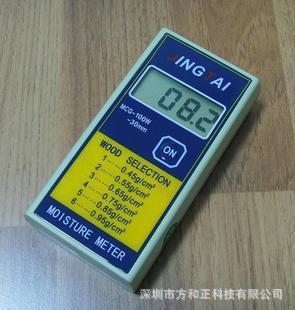 JINGTAI
08.2
MCG-100W
-30mm
ON
WOOD SELECTION
1......0.45g/cm³
2......0.55g/cm³
3......0.65g/cm³
4......0.75g/cm³
5......0.85g/cm³
6......0.95g/cm³
MOISTURE METER
深圳市方和正科技有限公司